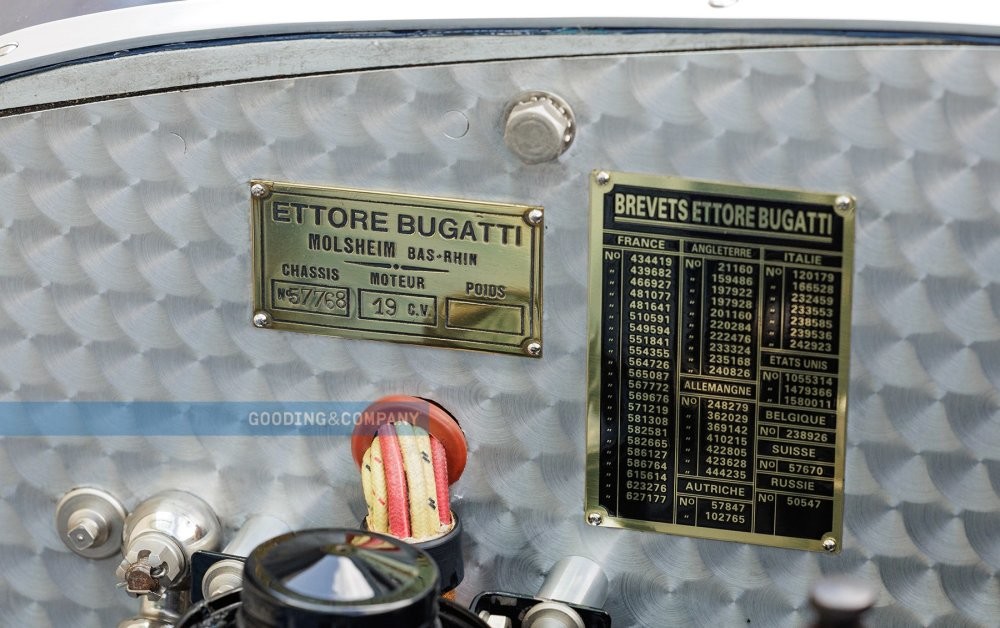 ETTORE BUGATTI
MOLSHEIM BAS-RHIN
CHASSIS MOTEUR POIDS
No 57768 19 C.V.
BREVETS ETTORE BUGATTI
FRANCE
No 434419
" 439682
" 466927
" 481077
" 481641
" 510591
" 549594
" 551841
" 554355
" 564726
" 565087
" 567772
" 569676
" 571219
" 581308
" 582581
" 582665
" 586127
" 586764
" 615614
" 623276
" 627177
ANGLETERRE
No 21160
" 159486
" 197922
" 197928
" 201160
" 220284
" 222476
" 233324
" 235168
" 240826
ALLEMANGNE
No 248279
" 362029
" 369142
" 410215
" 422805
" 423628
" 444235
AUTRICHE
No 57847
" 102765
ITALIE
No 120179
" 166528
" 232459
" 233553
" 238585
" 239536
" 242923
ETATS UNIS
No 1055314
" 1479366
" 1580011
BELGIQUE
No 238926
SUISSE
No 57670
RUSSIE
No 50547
GOODING&COMPANY